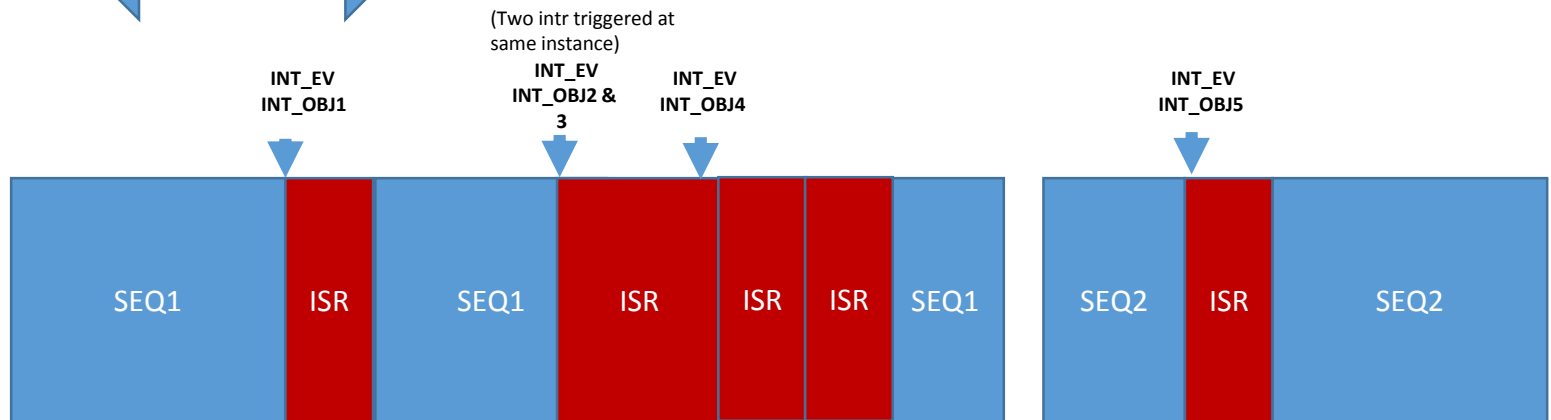 (Two intr triggered at
same instance)
INT_EV
INT_OBJ1
INT_EV
INT_OBJ2 &
3
INT_EV
INT_OBJ4
INT_EV
INT_OBJ5
SEQ1
ISR
SEQ1
ISR
ISR
ISR
SEQ1
SEQ2
ISR
SEQ2